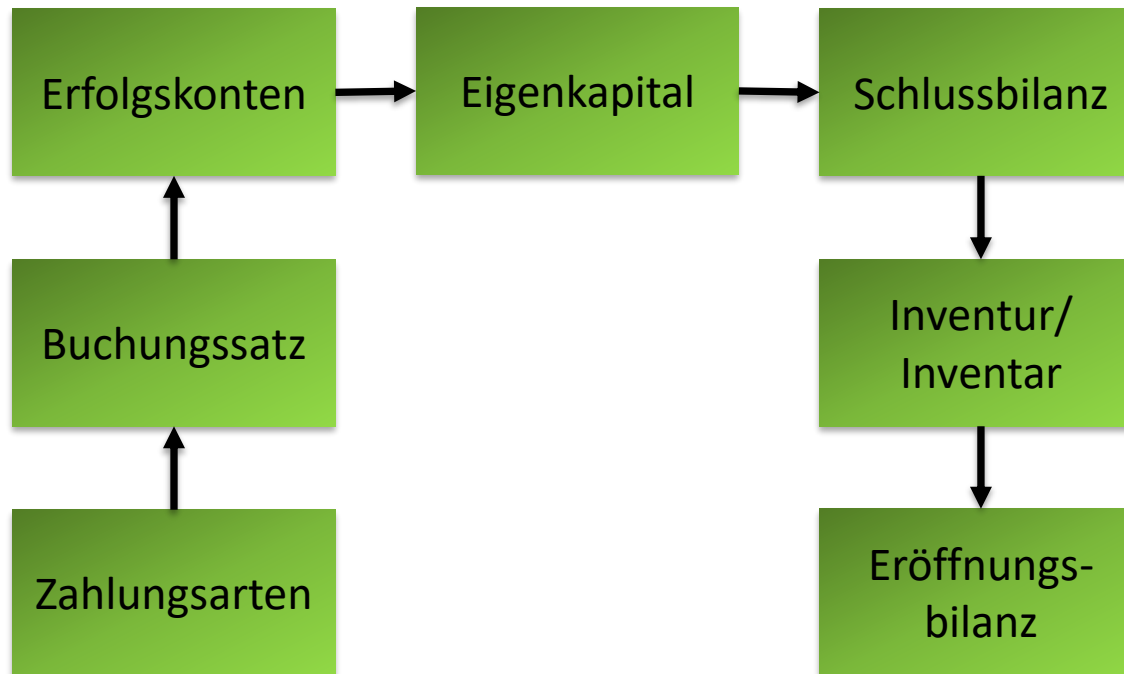 Erfolgskonten
Eigenkapital
Schlussbilanz
Buchungssatz
Inventur/
Inventar
Zahlungsarten
Eröffnungs-
bilanz